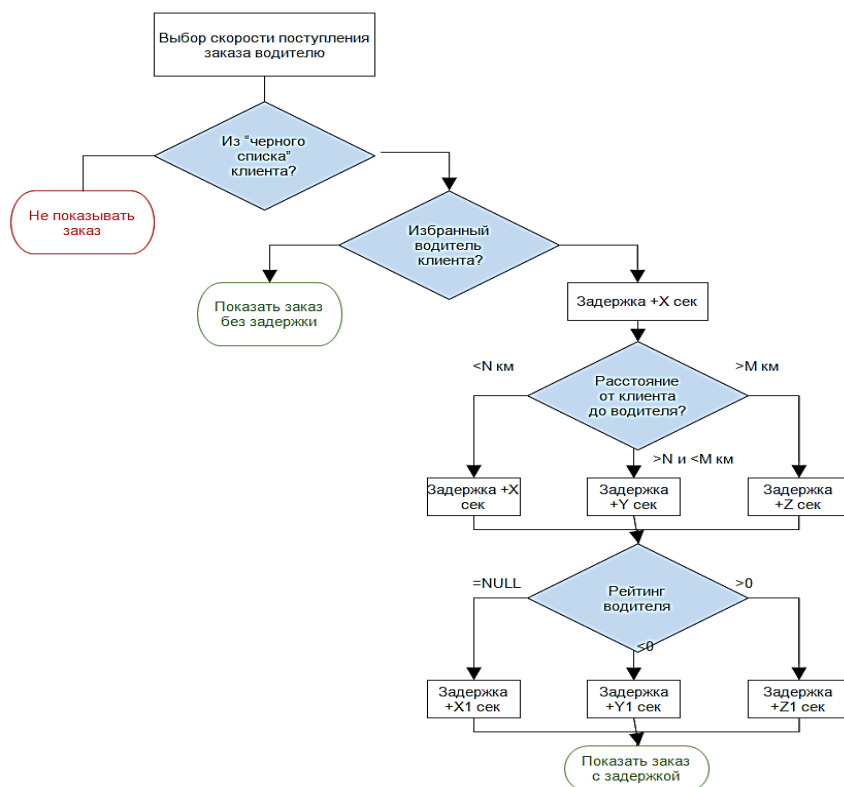 Выбор скорости поступления
заказа водителю
Из "черного
списка"
клиента?
Не показывать
заказ
Избранный
водитель
клиента?
Показать заказ
без задержки
Задержка +X сек
<N км
>M км
Расстояние
от клиента
до водителя?
>N и <M км
Задержка +X
сек
Задержка
+Y сек
Задержка
+Z сек
=NULL
>0
Рейтинг
водителя
<0
Задержка
+X1 сек
Задержка
+Y1 сек
Задержка
+Z1 сек
Показать заказ
с задержкой